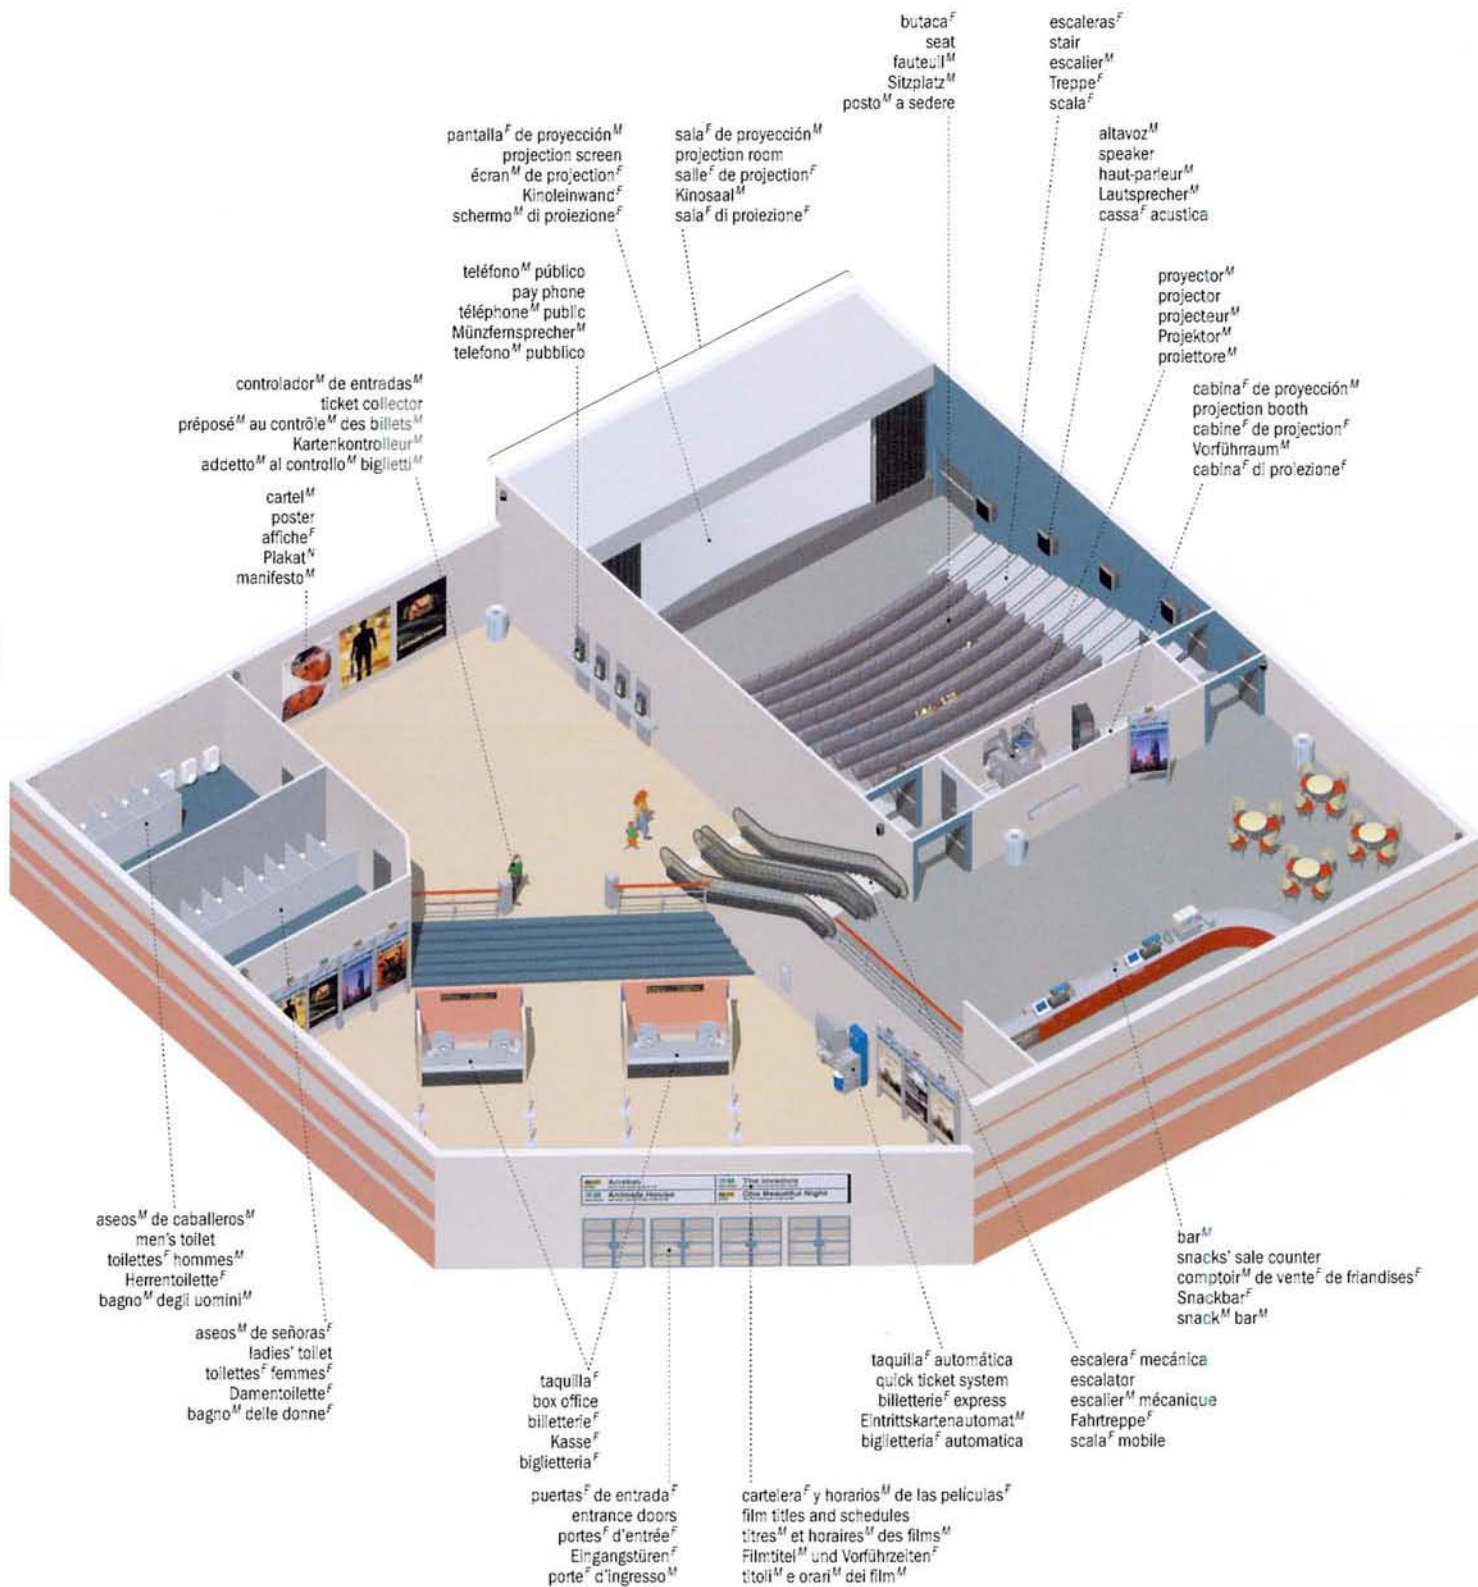 butaca^F
seat
fauteuil^M
Sitzplatz^M
posto^M a sedere
escaleras^F
stair
escalier^M
Treppe^F
scala^F
pantalla^F de proyección^M
projection screen
écran^M de projection^F
Kinoleinwand^F
schermo^M di proiezione^F
sala^F de proyección^M
projection room
salle^F de projection^F
Kinosaal^M
sala^F di proiezione^F
altavoz^M
speaker
haut-parleur^M
Lautsprecher^M
cassa^F acustica
teléfono^M público
pay phone
téléphone^M public
Münzfernsprecher^M
telefono^M pubblico
proyector^M
projector
projecteur^M
Projektor^M
proiettore^M
controlador^M de entradas^M
ticket collector
préposé^M au contrôle^M des billets^M
Kartenkontrolleur^M
addetto^M al controllo^M biglietti^M
cabina^F de proyección^M
projection booth
cabine^F de projection^F
Vorführraum^M
cabina^F di proiezione^F
cartel^M
poster
affiche^F
Plakat^N
manifesto^M
The Invaders
Animals House
One Beautiful Night
aseos^M de caballeros^M
men's toilet
toilettes^F hommes^M
Herrentoilette^F
bagno^M degli uomini^M
aseos^M de señoras^F
ladies' toilet
toilettes^F femmes^F
Damentoilette^F
bagno^M delle donne^F
taquilla^F
box office
billetterie^F
Kasse^F
biglietteria^F
puertas^F de entrada^F
entrance doors
portes^F d'entrée^F
Eingangstüren^F
porte^F d'ingresso^M
cartelera^F y horarios^M de las películas^F
film titles and schedules
titres^M et horaires^M des films^M
Filmtitel^M und Vorführzeiten^F
titoli^M e orari^M dei film^M
taquilla^F automática
quick ticket system
billetterie^F express
Eintrittskartenautomat^M
biglietteria^F automatica
escalera^F mecánica
escalator
escalier^M mécanique
Fahrtreppe^F
scala^F mobile
bar^M
snacks' sale counter
comptoir^M de vente^F de friandises^F
Snackbar^F
snack^M bar^M